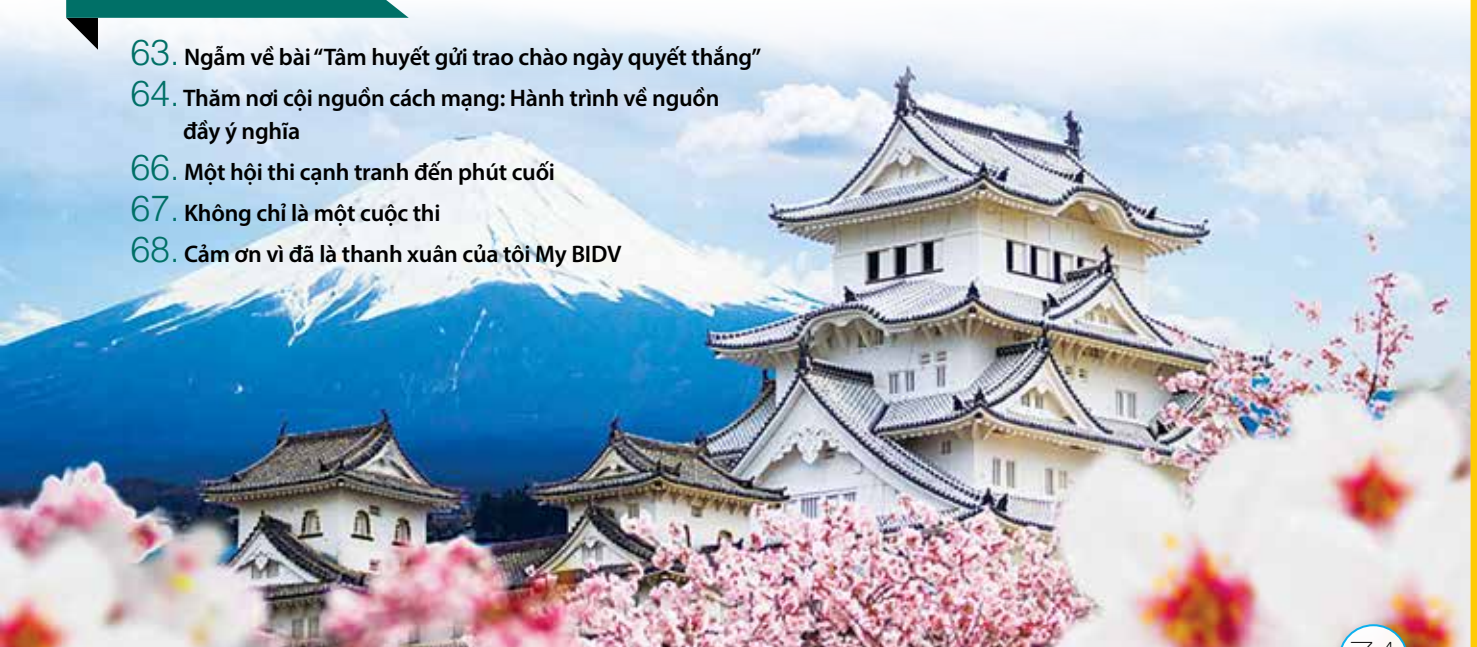 63. Ngẫm về bài “Tâm huyết gửi trao chào ngày quyết thắng”
64. Thăm nơi cội nguồn cách mạng: Hành trình về nguồn
đầy ý nghĩa
66. Một hội thi cạnh tranh đến phút cuối
67. Không chỉ là một cuộc thi
68. Cảm ơn vì đã là thanh xuân của tôi My BIDV